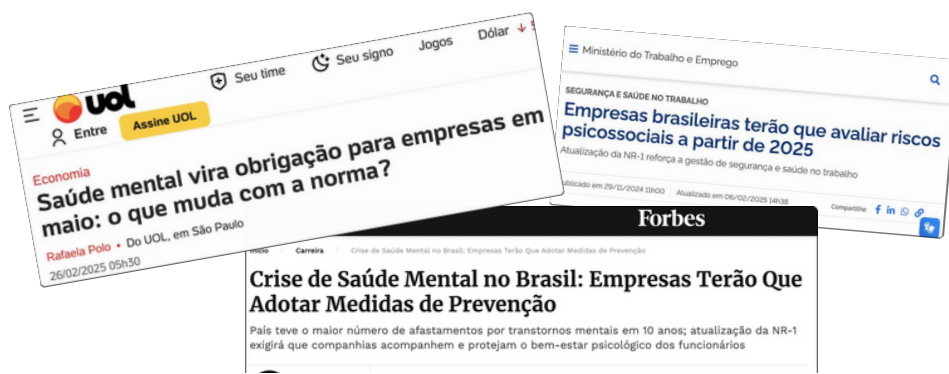 uol
Seu time
Seu signo
Jogos
Dólar
Entre
Assine UOL
Economia
Saúde mental vira obrigação para empresas em
maio: o que muda com a norma?
Rafaela Polo • Do UOL, em São Paulo
26/02/2025 05h30
Ministério do Trabalho e Emprego
SEGURANÇA E SAÚDE NO TRABALHO
Empresas brasileiras terão que avaliar riscos
psicossociais a partir de 2025
Atualização da NR-1 reforça a gestão de segurança e saúde no trabalho
em 29/11/2024 11h00 Atualizado em 06/02/2025 14h38
Compartilhe:
Forbes
Início / Carreira / Crise de Saúde Mental no Brasil: Empresas Terão Que Adotar Medidas de Prevenção
Crise de Saúde Mental no Brasil: Empresas Terão Que
Adotar Medidas de Prevenção
País teve o maior número de afastamentos por transtornos mentais em 10 anos; atualização da NR-1
exigirá que companhias acompanhem e protejam o bem-estar psicológico dos funcionários